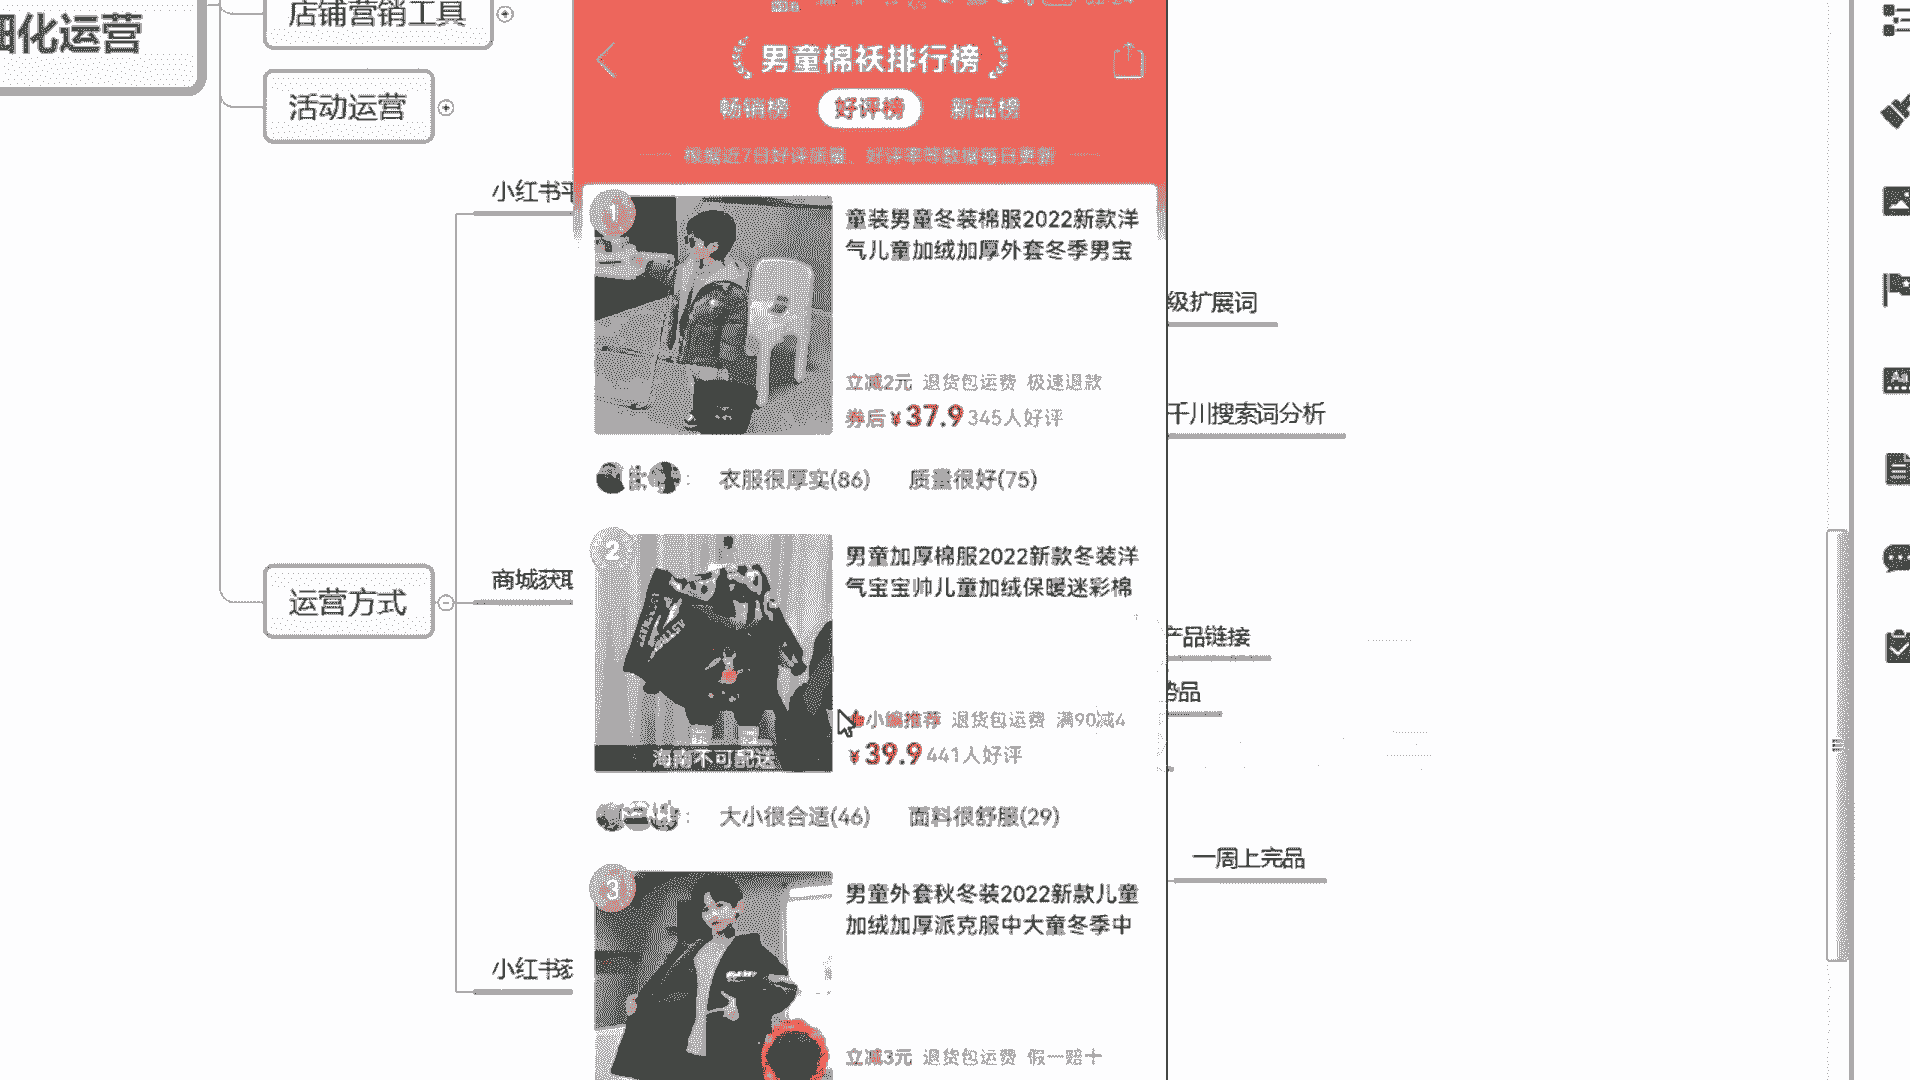 细化运营
店铺营销工具
活动运营
运营方式
小红书平
商城获取
小红书
男童棉袄排行榜
畅销榜
好评榜
新品榜
根据近7日好评质量、好评率等数据每日更新
1
童装男童冬装棉服2022新款洋
气儿童加绒加厚外套冬季男宝
立减2元 退货包运费 极速退款
券后 ¥37.9 345人好评
衣服很厚实(86) 质量很好(75)
2
男童加厚棉服2022新款冬装洋
气宝宝帅儿童加绒保暖迷彩棉
海南不可配送
小编推荐 退货包运费 满90减4
¥39.9 441人好评
大小很合适(46) 面料很舒服(29)
3
男童外套秋冬装2022新款儿童
加绒加厚派克服中大童冬季中
立减3元 退货包运费 假一赔十
级扩展词
千川搜索词分析
产品链接
品
一周上完品